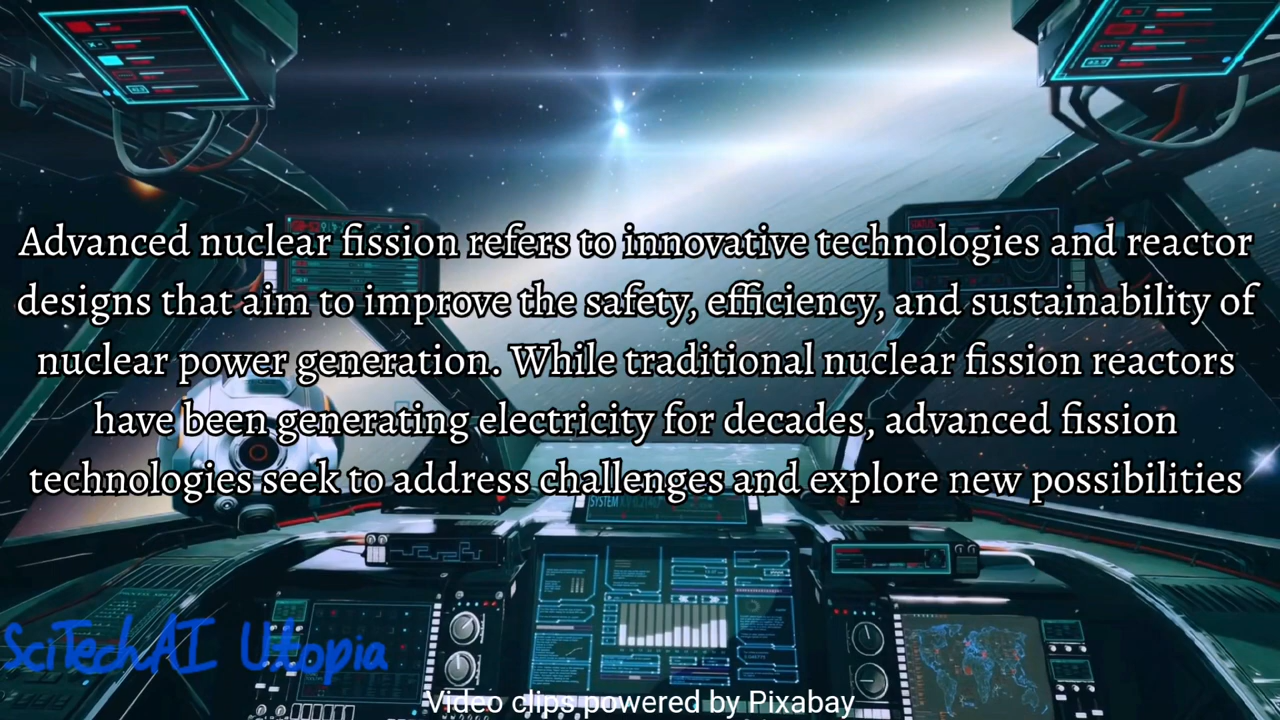 Advanced nuclear fission refers to innovative technologies and reactor
designs that aim to improve the safety, efficiency, and sustainability of
nuclear power generation. While traditional nuclear fission reactors
have been generating electricity for decades, advanced fission
technologies seek to address challenges and explore new possibilities
SYSTEM
ScTechAI Utopia
Video clips powered by Pixabay